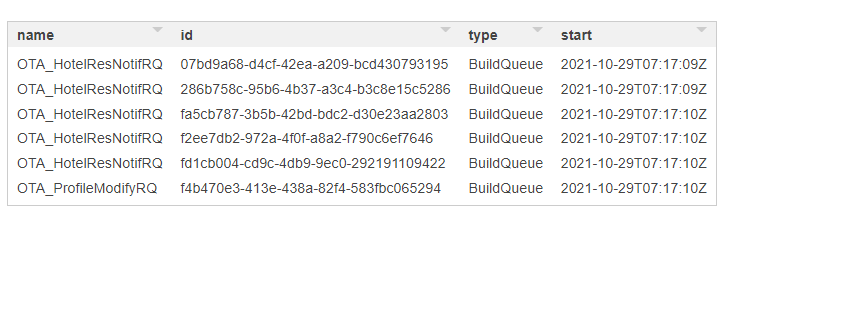 name id type start
OTA_HotelResNotifRQ 07bd9a68-d4cf-42ea-a209-bcd430793195 BuildQueue 2021-10-29T07:17:09Z
OTA_HotelResNotifRQ 286b758c-95b6-4b37-a3c4-b3c8e15c5286 BuildQueue 2021-10-29T07:17:09Z
OTA_HotelResNotifRQ fa5cb787-3b5b-42bd-bdc2-d30e23aa2803 BuildQueue 2021-10-29T07:17:10Z
OTA_HotelResNotifRQ f2ee7db2-972a-4f0f-a8a2-f790c6ef7646 BuildQueue 2021-10-29T07:17:10Z
OTA_HotelResNotifRQ fd1cb004-cd9c-4db9-9ec0-292191109422 BuildQueue 2021-10-29T07:17:10Z
OTA_ProfileModifyRQ f4b470e3-413e-438a-82f4-583fbc065294 BuildQueue 2021-10-29T07:17:10Z